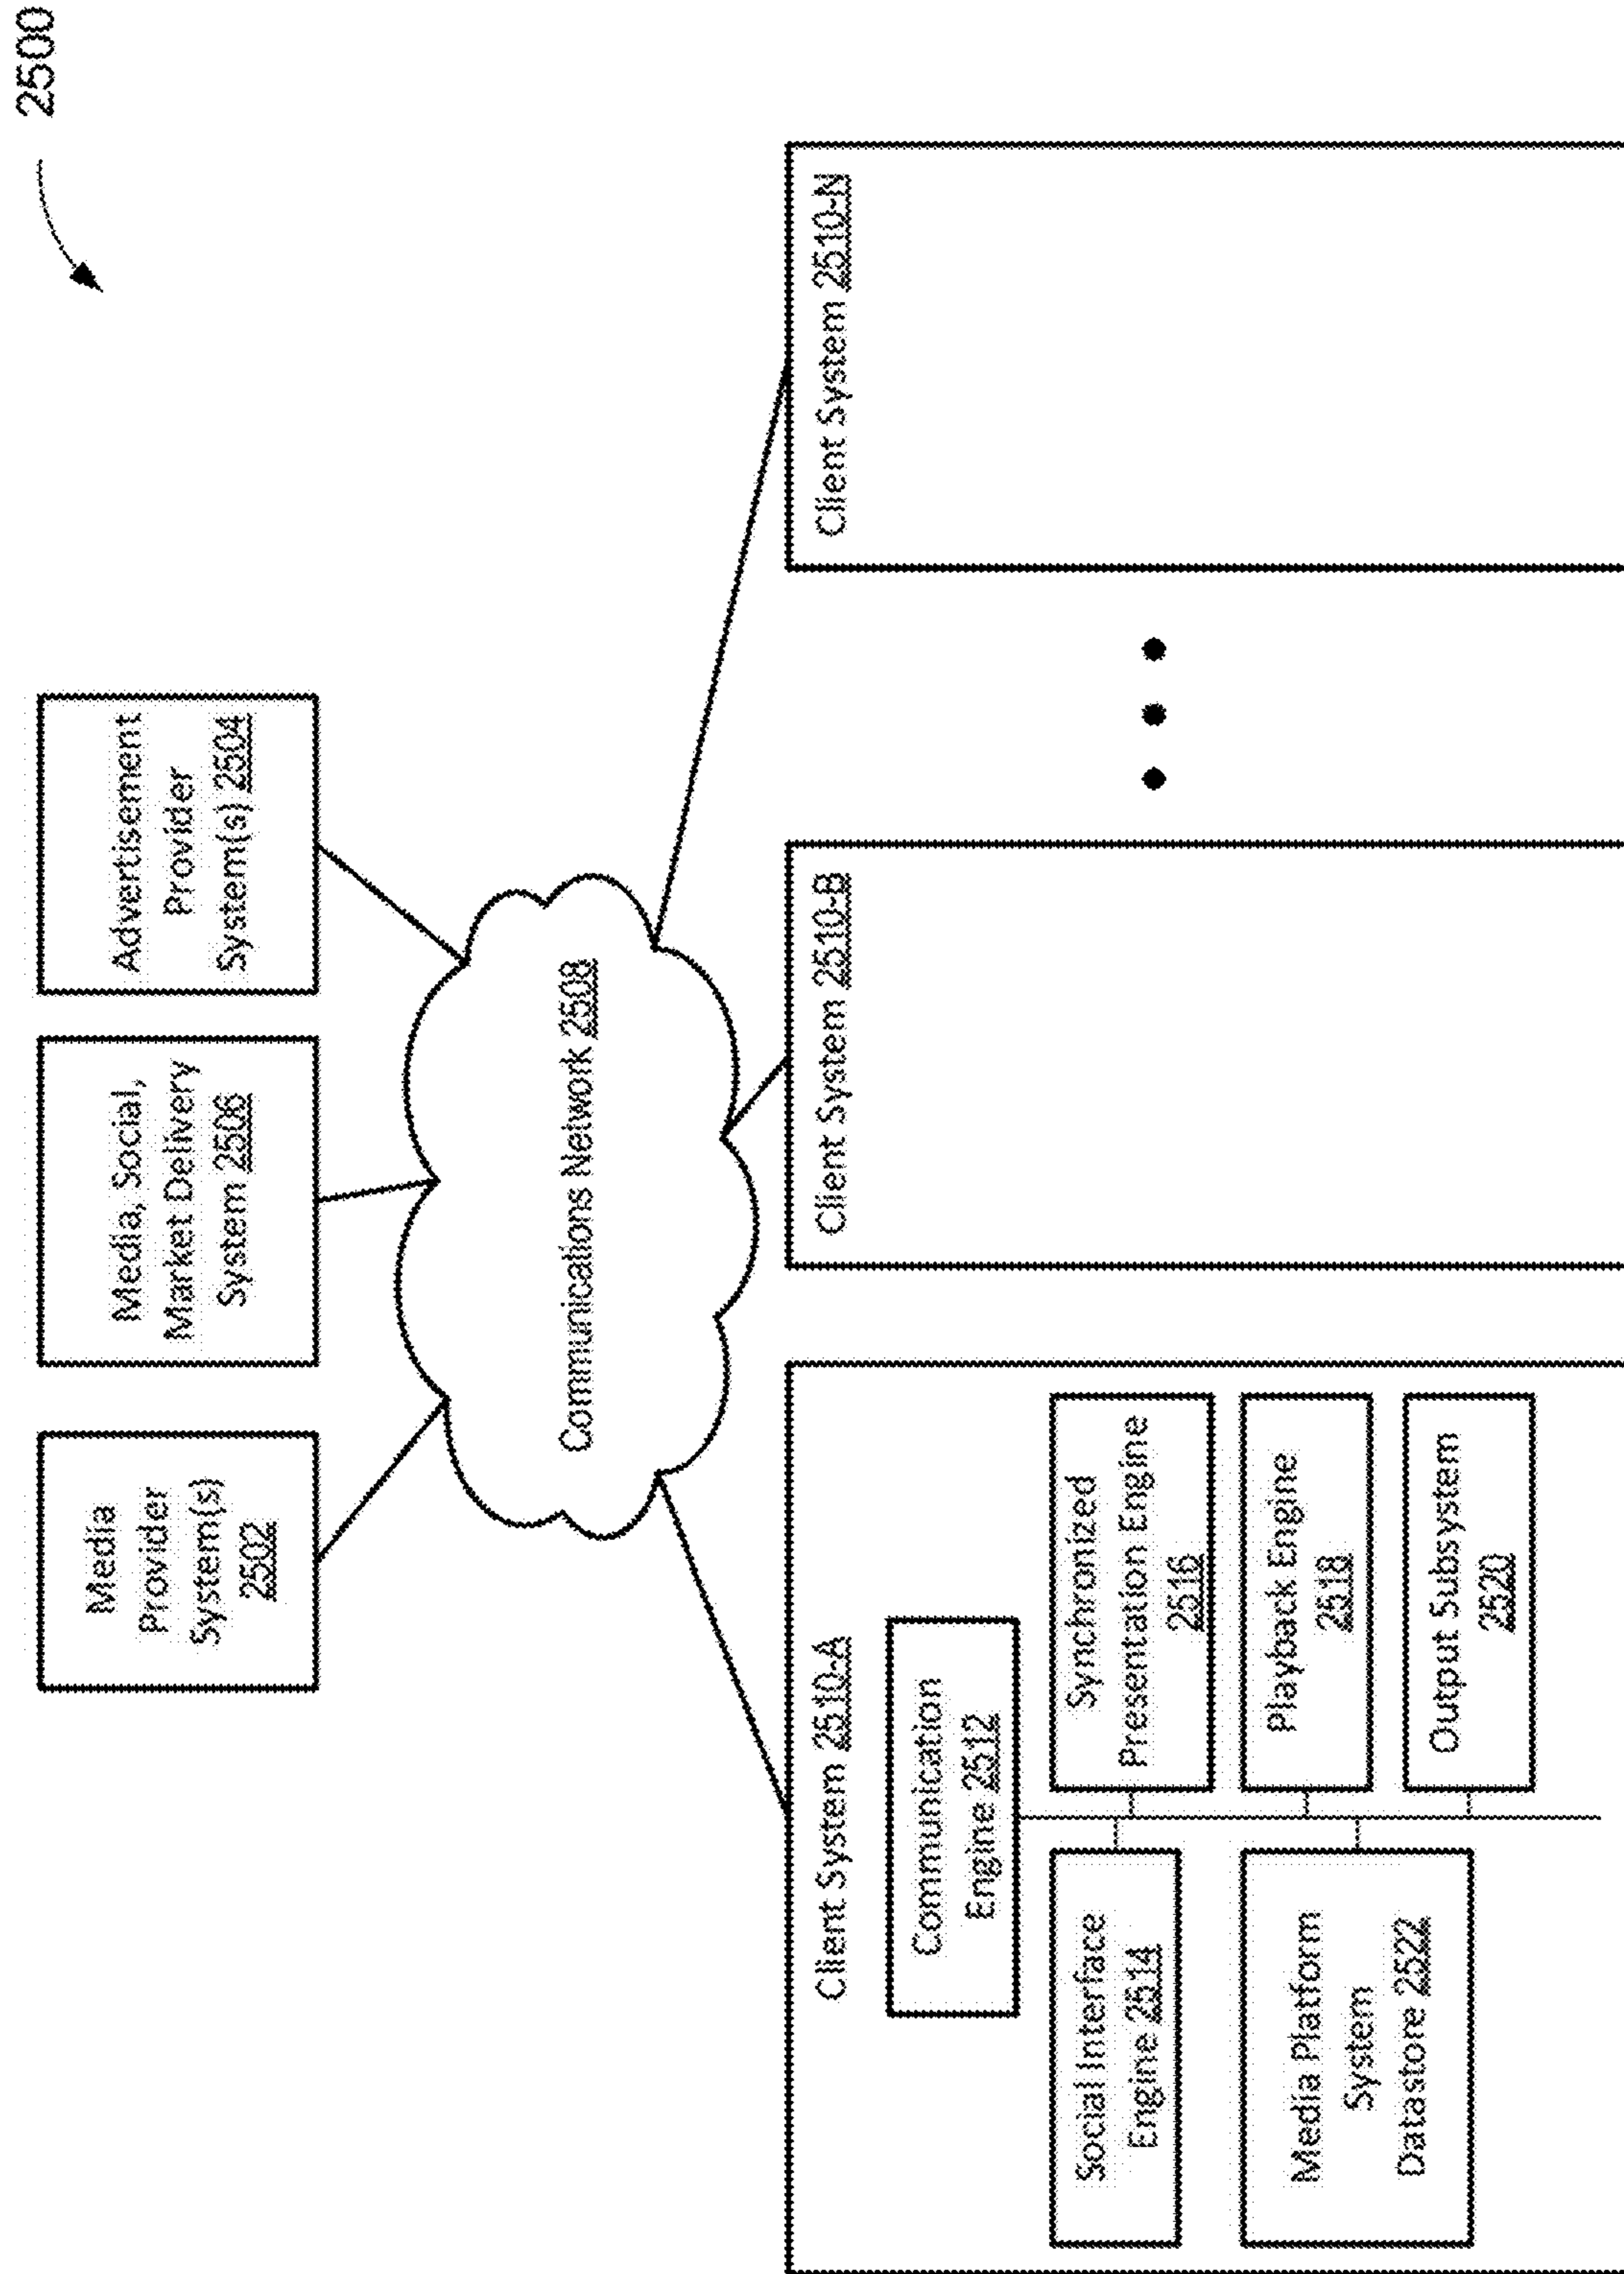 2500
Media
Provider
System(s)
2502
Media, Social,
Market Delivery
System 2506
Advertisement
Provider
System(s) 2504
Communications Network 2508
Client System 2510-A
Communication
Engine 2512
Social Interface
Engine 2514
Synchronized
Presentation Engine
2516
Media Platform
System
Datastore 2522
Playback Engine
2518
Output Subsystem
2520
Client System 2510-B
Client System 2510-N